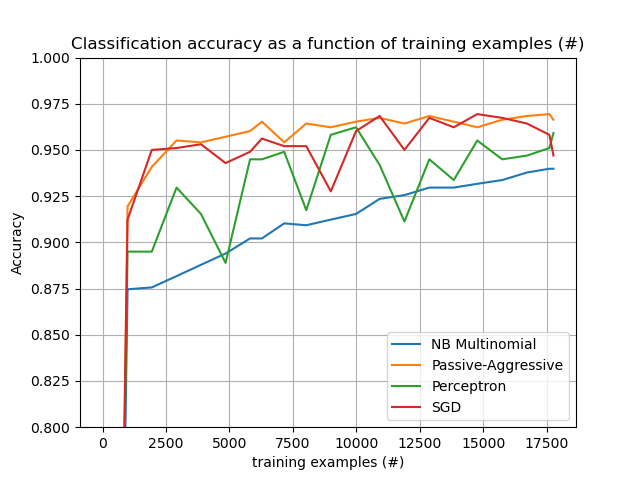 Classification accuracy as a function of training examples (#)
1.000
0.975
0.950
0.925
0.900
0.875
0.850
0.825
0.800
Accuracy
NB Multinomial
Passive-Aggressive
Perceptron
SGD
0 2500 5000 7500 10000 12500 15000 17500
training examples (#)